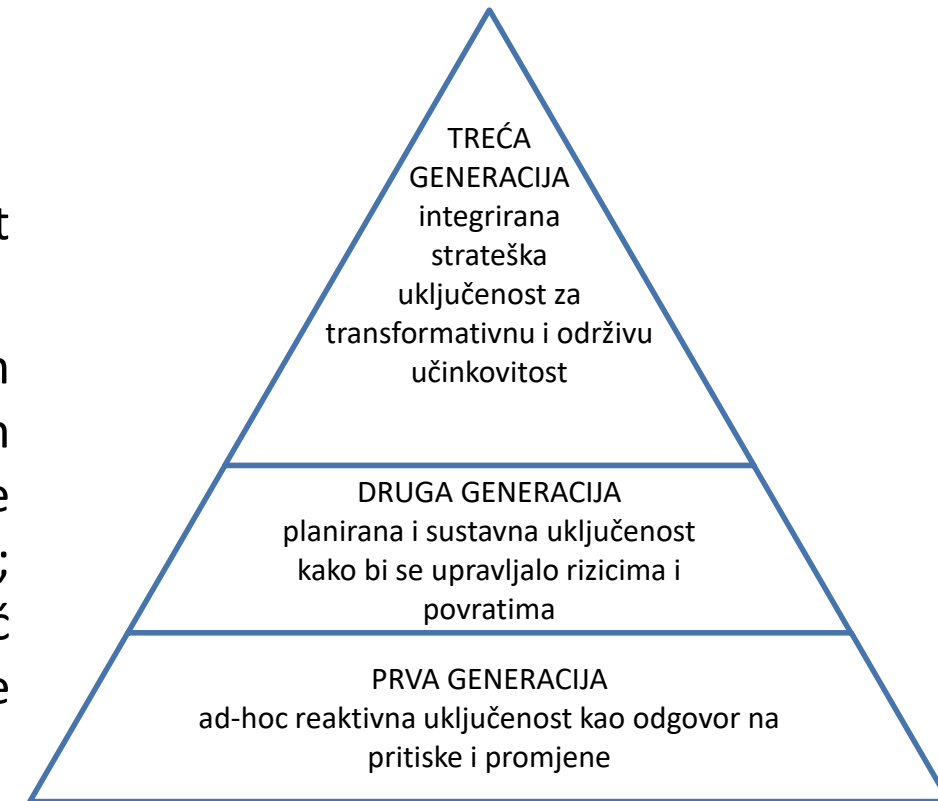 TREĆA
GENERACIJA
integrirana
strateška
uključenost za
transformativnu i održivu
učinkovitost
DRUGA GENERACIJA
planirana i sustavna uključenost
kako bi se upravljalo rizicima i
povratima
PRVA GENERACIJA
ad-hoc reaktivna uključenost kao odgovor na
pritiske i promjene